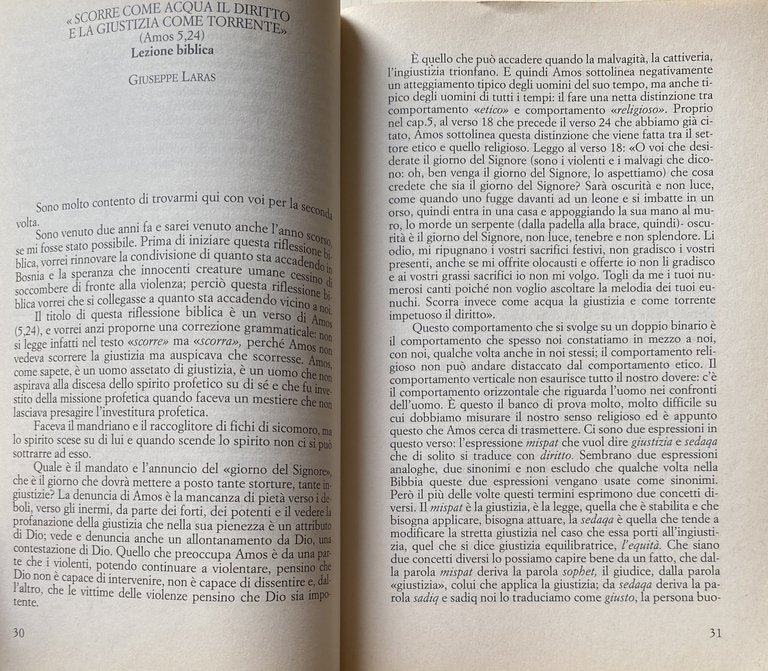 «SCORRE COME ACQUA IL DIRITTO
E LA GIUSTIZIA COME TORRENTE»
(Amos 5,24)
Lezione biblica
GIUSEPPE LARAS
Sono molto contento di trovarmi qui con voi per la seconda
volta.
Sono venuto due anni fa e sarei venuto anche l'anno scorso,
se mi fosse stato possibile. Prima di iniziare questa riflessione bi-
blica, vorrei rinnovare la condivisione di quanto sta accadendo in
Bosnia e la speranza che innocenti creature umane cessino di
soccombere di fronte alla violenza; perciò questa riflessione bi-
blica vorrei che si collegasse a quanto sta accadendo vicino a noi.
Il titolo di questa riflessione biblica è un verso di Amos
(5,24), e vorrei anzi proporre una correzione grammaticale: non
si legge infatti nel testo «scorre» ma «scorra», perché Amos non
vedeva scorrere la giustizia ma auspicava che scorresse. Amos,
come sapete, è un uomo assetato di giustizia, è un uomo che non
aspirava alla discesa dello spirito profetico su di sé e che fu inve-
stito della missione profetica quando faceva un mestiere che non
lasciava presagire l'investitura profetica.
Faceva il mandriano e il raccoglitore di fichi di sicomoro, ma
lo spirito scese su di lui e quando scende lo spirito non ci si può
sottrarre ad esso.
Quale è il mandato e l'annuncio del «giorno del Signore»,
che è il giorno che dovrà mettere a posto tante storture, tante in-
giustizie? La denuncia di Amos è la mancanza di pietà verso i de-
boli, verso gli inermi, da parte dei forti, dei potenti e il vedere la
profanazione della giustizia che nella sua pienezza è un attributo
di Dio; vede e denuncia anche un allontanamento da Dio, una
contestazione di Dio. Quello che preoccupa Amos è da una par-
te che i violenti, potendo continuare a violentare, pensino che
Dio non è capace di intervenire, non è capace di dissentire e, dal-
l'altro, che le vittime delle violenze pensino che Dio sia impo-
tente.
30
È quello che può accadere quando la malvagità, la cattiveria,
l'ingiustizia trionfano. E quindi Amos sottolinea negativamente
un atteggiamento tipico degli uomini del suo tempo, ma anche ti-
pico degli uomini di tutti i tempi: il fare una netta distinzione tra
comportamento «etico» e comportamento «religioso». Proprio
nel cap.5, al verso 18 che precede il verso 24 che abbiamo già ci-
tato, Amos sottolinea questa distinzione che viene fatta tra il set-
tore etico e quello religioso. Leggo al verso 18: «O voi che desi-
derate il giorno del Signore (sono i violenti e i malvagi che dico-
no: oh, ben venga il giorno del Signore, lo aspettiamo) che cosa
credete che sia il giorno del Signore? Sarà oscurità e non luce,
come quando uno fugge davanti ad un leone e si imbatte in un
orso, quindi entra in una casa e appoggiando la sua mano al mu-
ro, lo morde un serpente (dalla padella alla brace, quindi)- oscu-
rità è il giorno del Signore, non luce, tenebre e non splendore. Li
odio, mi ripugnano i vostri sacrifici festivi, non gradisco i vostri
presenti, anche se mi offrite olocausti e offerte io non li gradisco
e ai vostri grassi sacrifici io non mi volgo. Togli da me i tuoi nu-
merosi canti poiché non voglio ascoltare la melodia dei tuoi eu-
nuchi. Scorra invece come acqua la giustizia e come torrente
impetuoso il diritto».
Questo comportamento che si svolge su un doppio binario è
il comportamento che spesso noi constatiamo in mezzo a noi,
con noi, qualche volta anche in noi stessi; il comportamento reli-
gioso non può andare distaccato dal comportamento etico. Il
comportamento verticale non esaurisce tutto il nostro dovere: c'è
il comportamento orizzontale che riguarda l'uomo nei confronti
dell'uomo. È questo il banco di prova molto, molto difficile su
cui dobbiamo misurare il nostro senso religioso ed è appunto
questo che Amos cerca di trasmettere. Ci sono due espressioni in
questo verso: l'espressione mispat che vuol dire giustizia e sedaqa
che di solito si traduce con diritto. Sembrano due espressioni
analoghe, due sinonimi e non escludo che qualche volta nella
Bibbia queste due espressioni vengano usate come sinonimi.
Però il più delle volte questi termini esprimono due concetti di-
versi. Il mispat è la giustizia, è la legge, quella che è stabilita e che
bisogna applicare, bisogna attuare, la sedaqa è quella che tende a
modificare la stretta giustizia nel caso che essa porti all'ingiusti-
zia, quel che si dice giustizia equilibratrice, l'equità. Che siano
due concetti diversi lo possiamo capire bene da un fatto, che dal-
la parola mispat deriva la parola sophet, il giudice, dalla parola
«giustizia», colui che applica la giustizia; da sedaqa deriva la pa-
rola sadiq e sadiq noi lo traduciamo come giusto, la persona buo-
31